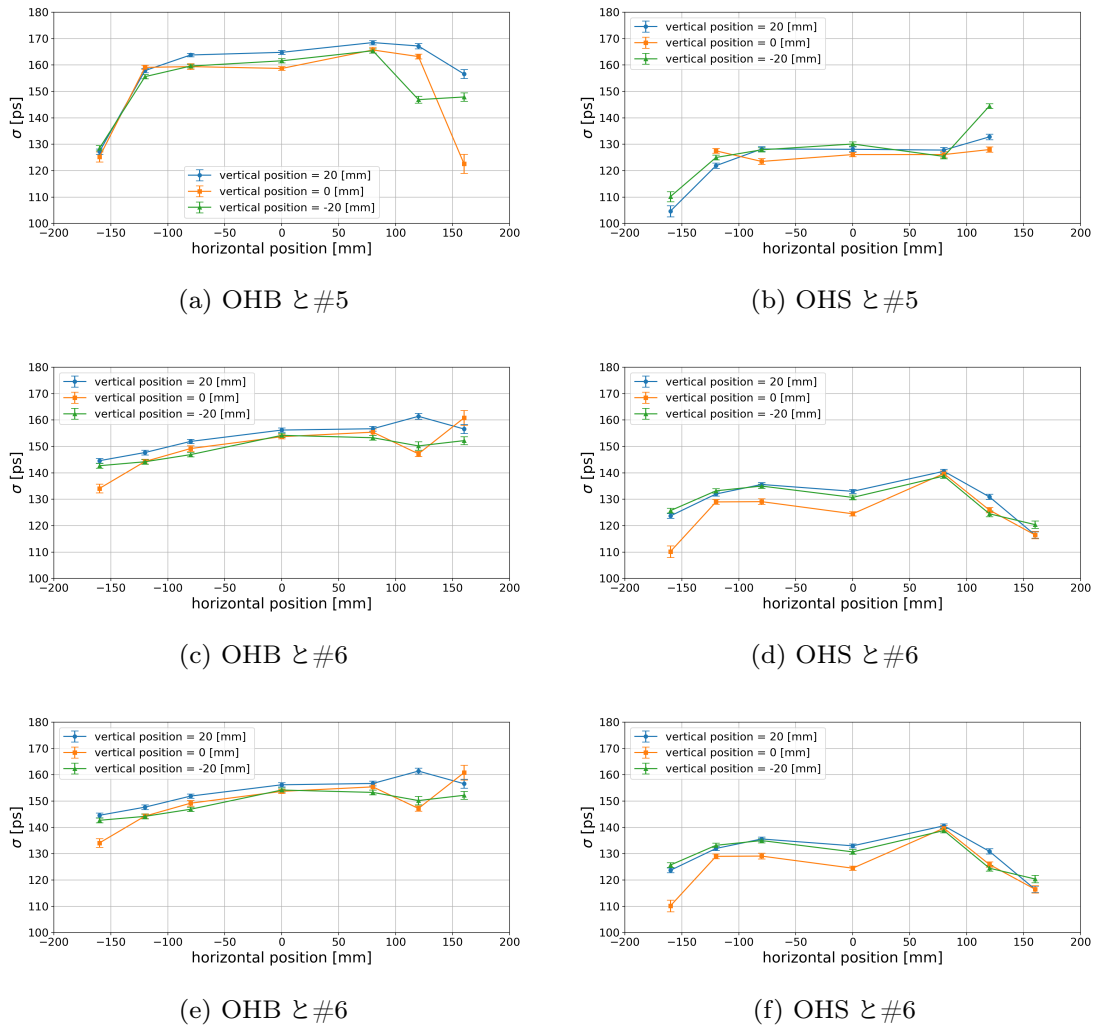 180
170
160
150
140
130
120
110
100
σ [ps]
vertical position = 20 [mm]
vertical position = 0 [mm]
vertical position = -20 [mm]
−200 −150 −100 −50 0 50 100 150 200
horizontal position [mm]
(a) OHB と#5
180
170
160
150
140
130
120
110
100
σ [ps]
vertical position = 20 [mm]
vertical position = 0 [mm]
vertical position = -20 [mm]
−200 −150 −100 −50 0 50 100 150 200
horizontal position [mm]
(b) OHS と#5
180
170
160
150
140
130
120
110
100
σ [ps]
vertical position = 20 [mm]
vertical position = 0 [mm]
vertical position = -20 [mm]
−200 −150 −100 −50 0 50 100 150 200
horizontal position [mm]
(c) OHB と#6
180
170
160
150
140
130
120
110
100
σ [ps]
vertical position = 20 [mm]
vertical position = 0 [mm]
vertical position = -20 [mm]
−200 −150 −100 −50 0 50 100 150 200
horizontal position [mm]
(d) OHS と#6
180
170
160
150
140
130
120
110
100
σ [ps]
vertical position = 20 [mm]
vertical position = 0 [mm]
vertical position = -20 [mm]
−200 −150 −100 −50 0 50 100 150 200
horizontal position [mm]
(e) OHB と#6
180
170
160
150
140
130
120
110
100
σ [ps]
vertical position = 20 [mm]
vertical position = 0 [mm]
vertical position = -20 [mm]
−200 −150 −100 −50 0 50 100 150 200
horizontal position [mm]
(f) OHS と#6